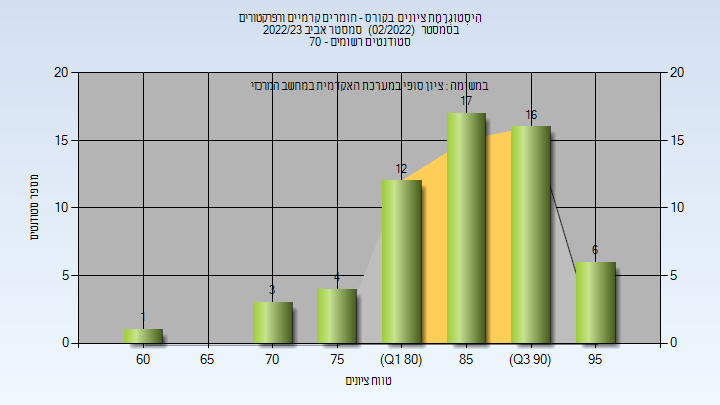 היסטוגרמת ציונים בקורס - חומרים קרמיים ורפרקטורים
בסמסטר (02/2022) סמסטר אביב 2022/23
סטודנטים רשומים - 70
במשימה : ציון סופי במערכת האקדמית במחשב המרכזי
20 20
15 15
10 10
5 5
0 0
מספר סטודנטים
1 3 4 12 17 16 6
60 65 70 75 (Q1 80) 85 (Q3 90) 95
טווח ציונים